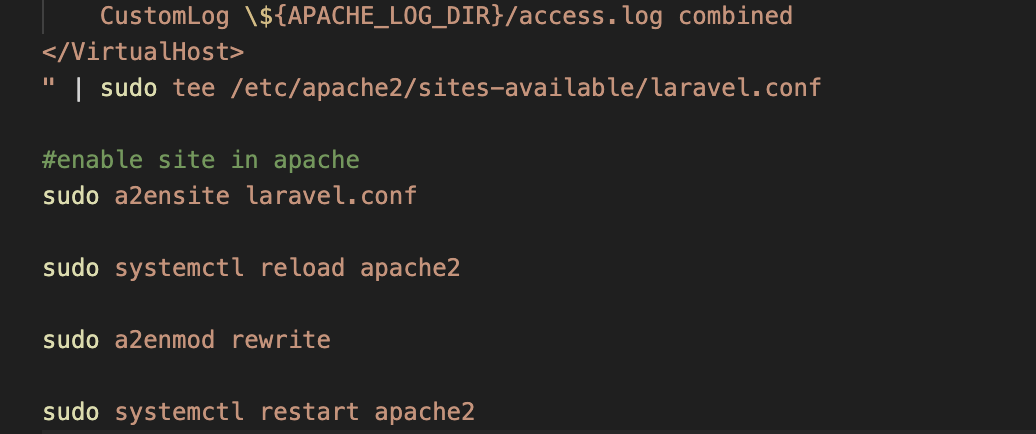 CustomLog \${APACHE_LOG_DIR}/access.log combined
</VirtualHost>
" | sudo tee /etc/apache2/sites-available/laravel.conf
#enable site in apache
sudo a2ensite laravel.conf
sudo systemctl reload apache2
sudo a2enmod rewrite
sudo systemctl restart apache2